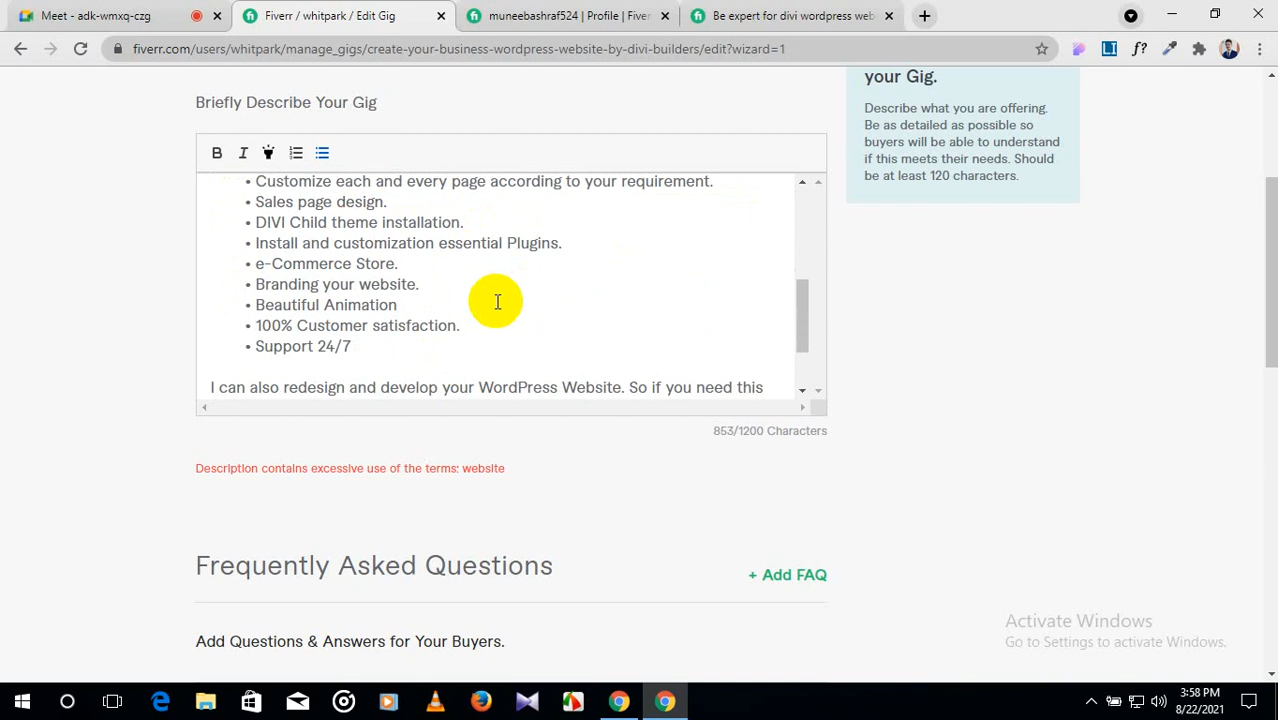 Meet - adk-wmxq-czg
Fiverr / whitpark / Edit Gig
muneebashraf524 | Profile | Fiverr
Be expert for divi wordpress web
fiverr.com/users/whitpark/manage_gigs/create-your-business-wordpress-website-by-divi-builders/edit?wizard=1
your Gig.
Describe what you are offering.
Be as detailed as possible so
buyers will be able to understand
if this meets their needs. Should
be at least 120 characters.
Briefly Describe Your Gig
• Customize each and every page according to your requirement.
• Sales page design.
• DIVI Child theme installation.
• Install and customization essential Plugins.
• e-Commerce Store.
• Branding your website.
• Beautiful Animation
• 100% Customer satisfaction.
• Support 24/7
I can also redesign and develop your WordPress Website. So if you need this
853/1200 Characters
Description contains excessive use of the terms: website
Frequently Asked Questions
+ Add FAQ
Add Questions & Answers for Your Buyers.
Activate Windows
Go to Settings to activate Windows.
3:58 PM
8/22/2021